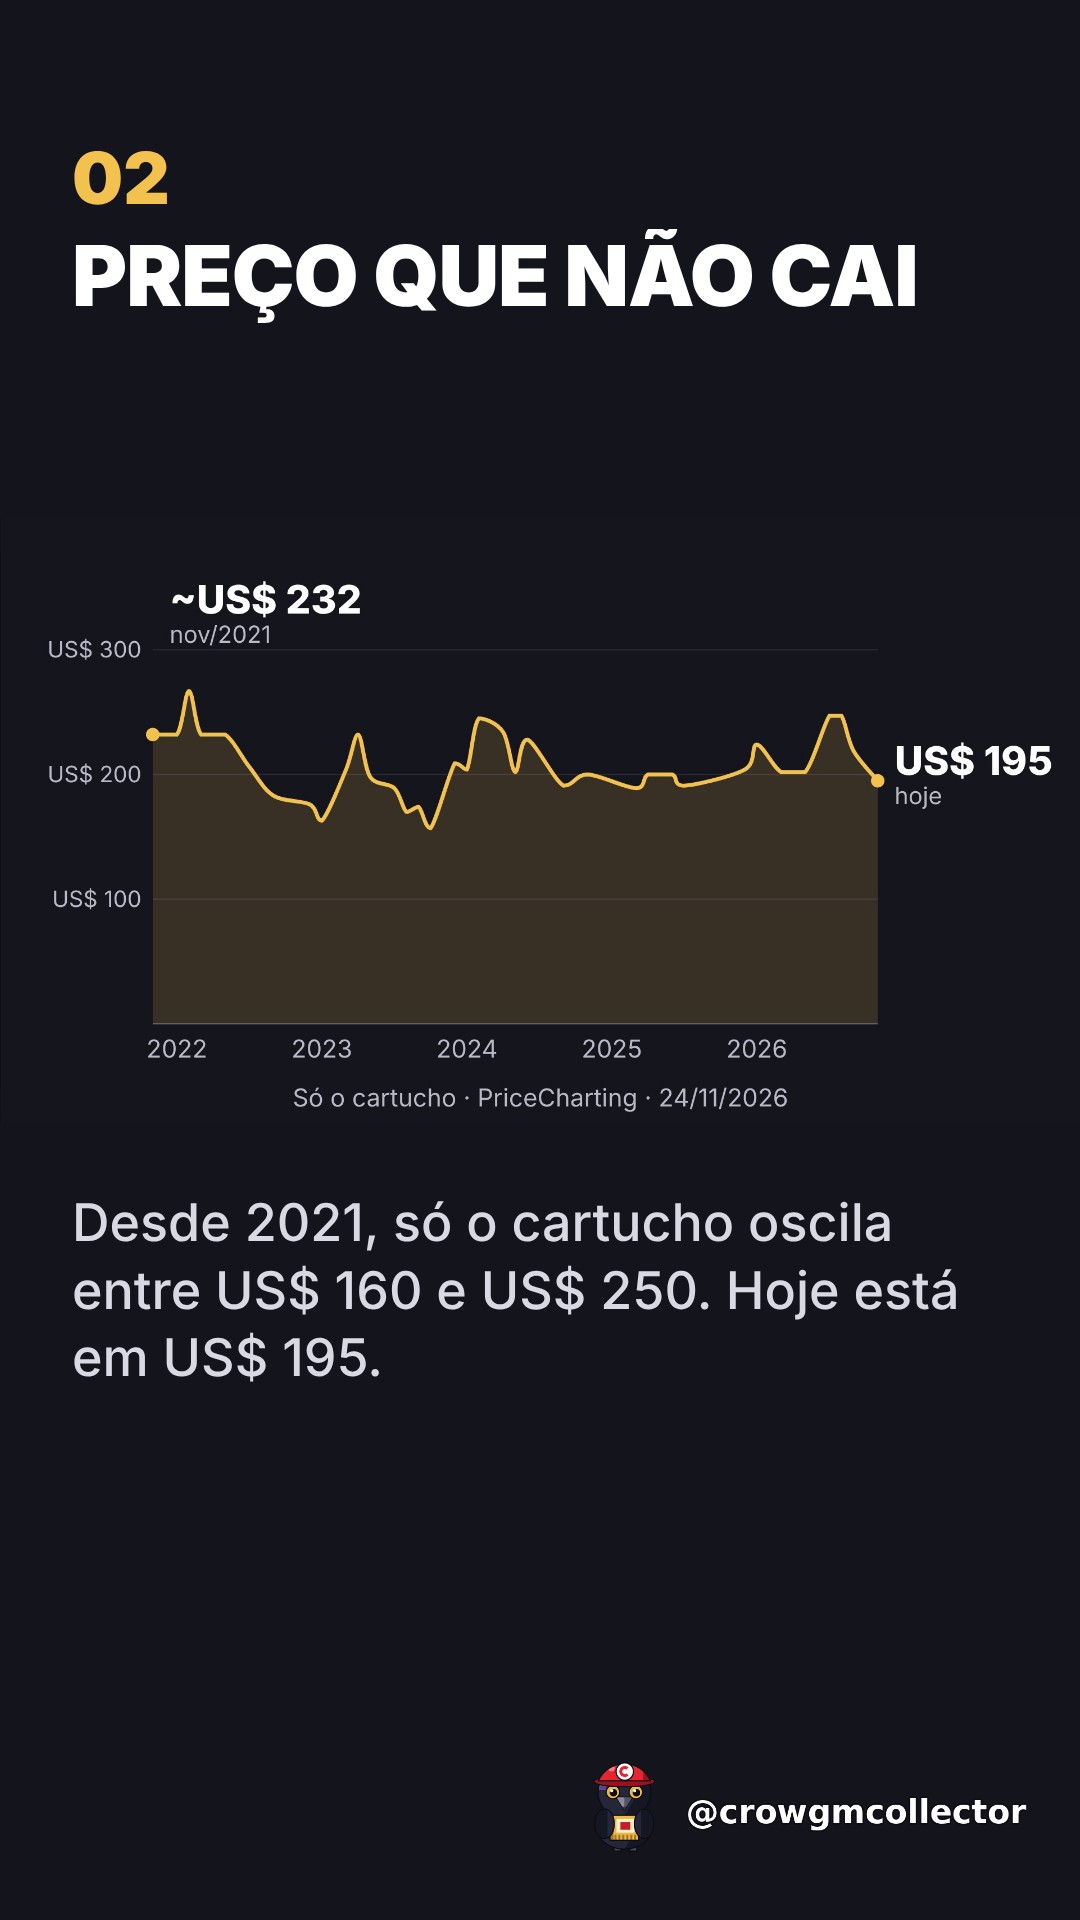 02
PREÇO QUE NÃO CAI
~US$ 232
nov/2021
US$ 300
US$ 200
US$ 100
US$ 195
hoje
2022 2023 2024 2025 2026
Só o cartucho · PriceCharting · 24/11/2026
Desde 2021, só o cartucho oscila
entre US$ 160 e US$ 250. Hoje está
em US$ 195.
C
@crowgmcollector